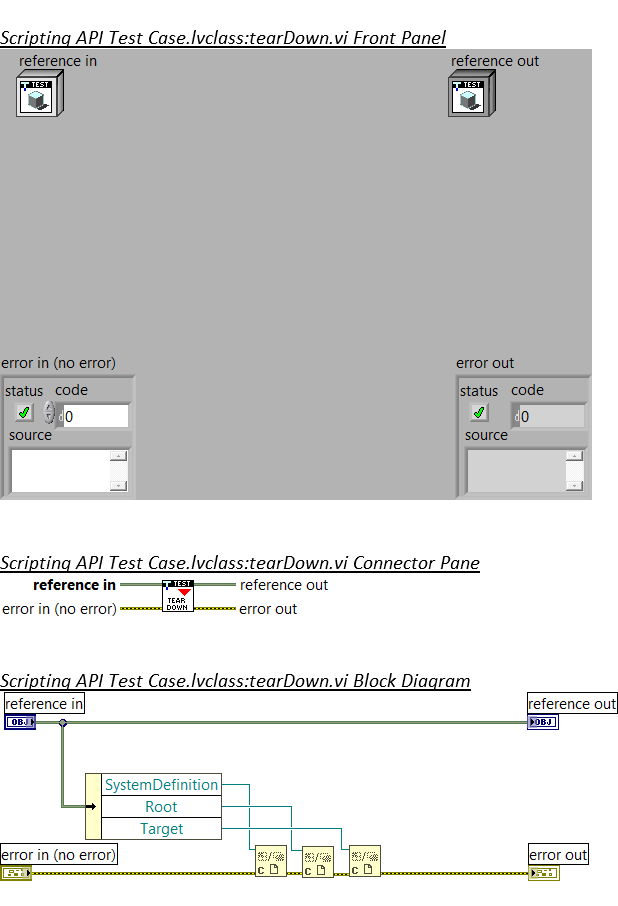 Scripting API Test Case.lvclass:tearDown.vi Front Panel
reference in reference out
TEST TEST
error in (no error) error out
status code status code
0 0
source source
Scripting API Test Case.lvclass:tearDown.vi Connector Pane
reference in TEST reference out
error in (no error) TEAR DOWN error out
Scripting API Test Case.lvclass:tearDown.vi Block Diagram
reference in reference out
OBJ OBJ
SystemDefinition
Root
Target
error in (no error) error out
C C C